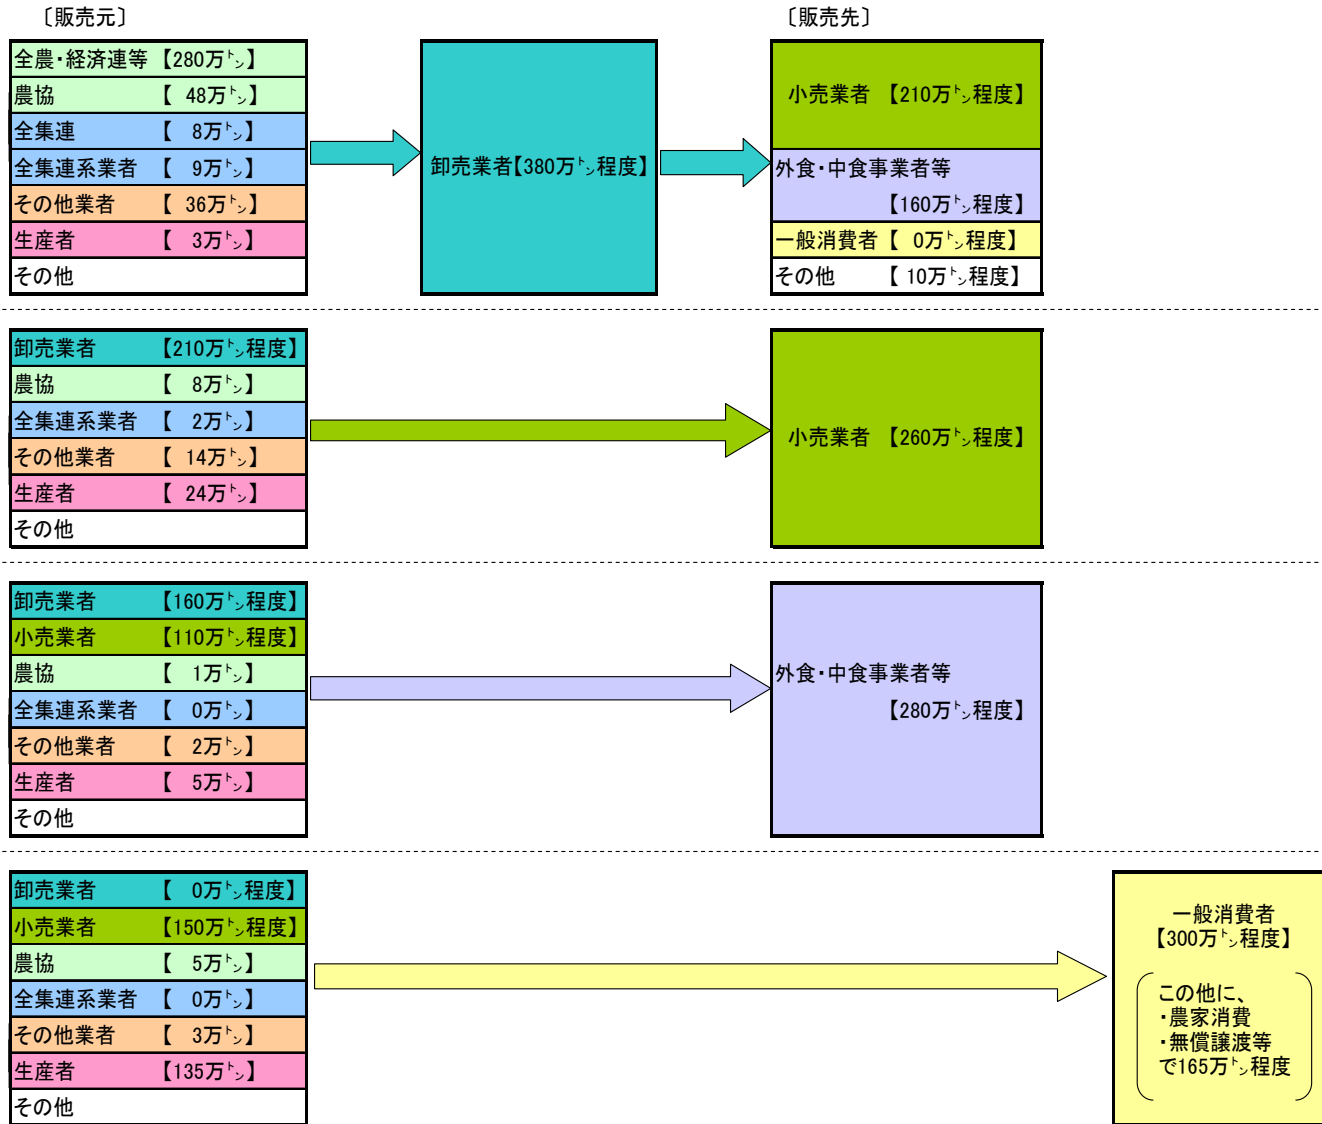 〔販売元〕
〔販売先〕
全農・経済連等 【280万㌧】
農協 【 48万㌧】
全集連 【 8万㌧】
全集連系業者 【 9万㌧】
その他業者 【 36万㌧】
生産者 【 3万㌧】
その他
卸売業者【380万㌧程度】
小売業者 【210万㌧程度】
外食・中食事業者等
【160万㌧程度】
一般消費者【 0万㌧程度】
その他 【 10万㌧程度】
卸売業者 【210万㌧程度】
農協 【 8万㌧】
全集連系業者 【 2万㌧】
その他業者 【 14万㌧】
生産者 【 24万㌧】
その他
小売業者 【260万㌧程度】
卸売業者 【160万㌧程度】
小売業者 【110万㌧程度】
農協 【 1万㌧】
全集連系業者 【 0万㌧】
その他業者 【 2万㌧】
生産者 【 5万㌧】
その他
外食・中食事業者等
【280万㌧程度】
卸売業者 【 0万㌧程度】
小売業者 【150万㌧程度】
農協 【 5万㌧】
全集連系業者 【 0万㌧】
その他業者 【 3万㌧】
生産者 【135万㌧】
その他
一般消費者
【300万㌧程度】
この他に、
・農家消費
・無償譲渡等
で165万㌧程度